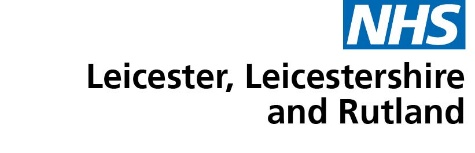 NHS
Leicester, Leicestershire
and Rutland